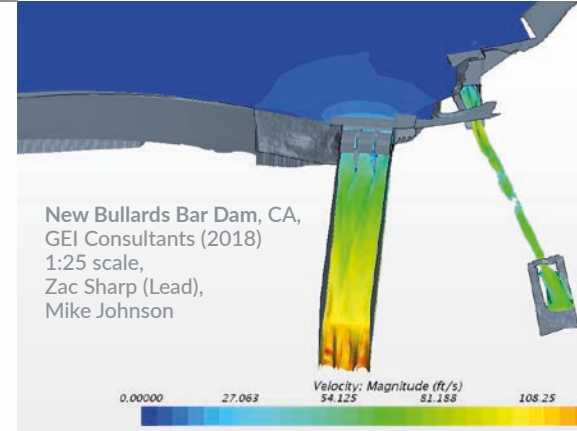 New Bullards Bar Dam, CA,
GEI Consultants (2018)
1:25 scale,
Zac Sharp (Lead),
Mike Johnson
Velocity: Magnitude (ft/s)
0.00000 27.063 54.125 81.188 108.25